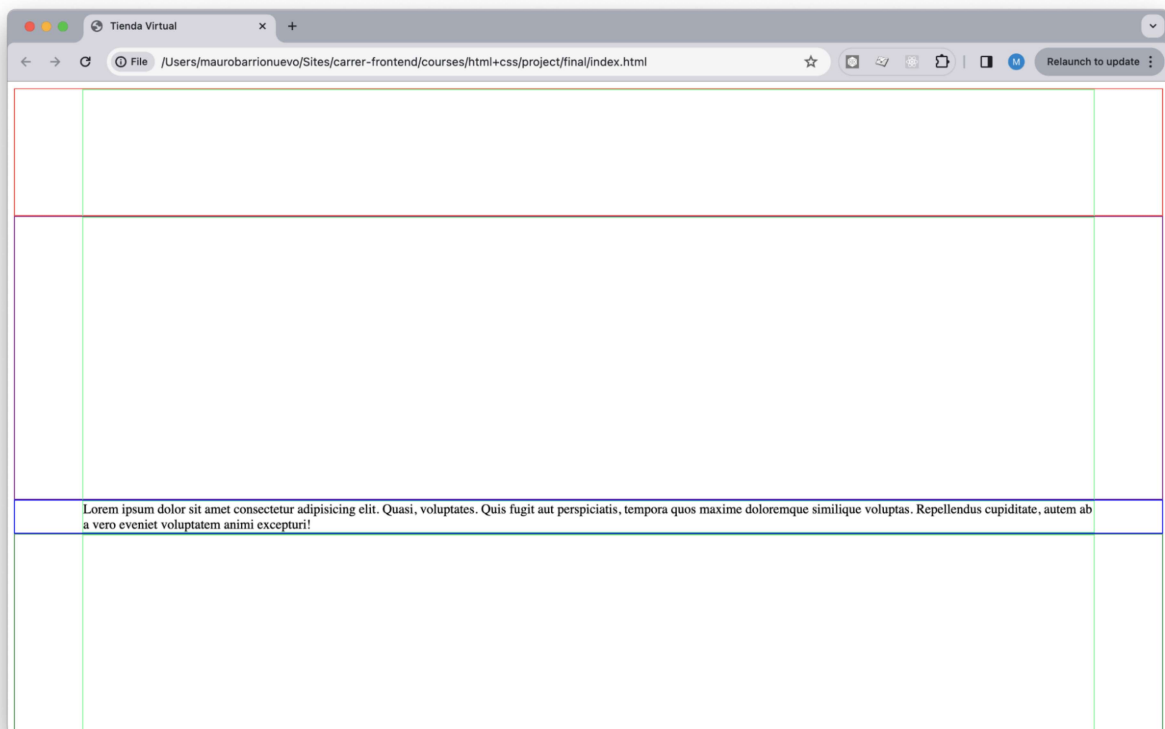 Tienda Virtual
File /Users/maurobarrionuevo/Sites/carrer-frontend/courses/html+css/project/final/index.html M Relaunch to update
Lorem ipsum dolor sit amet consectetur adipisicing elit. Quasi, voluptates. Quis fugit aut perspiciatis, tempora quos maxime doloremque similique voluptas. Repellendus cupiditate, autem ab
a vero eveniet voluptatem animi excepturi!